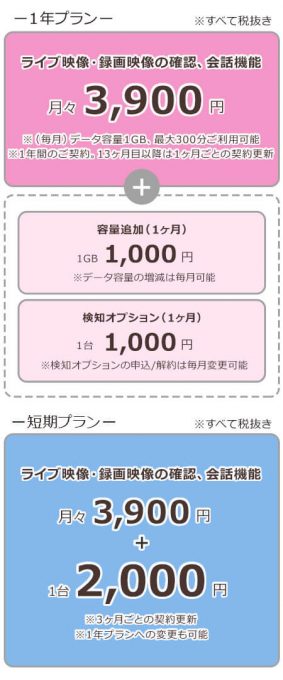 ー1年プランー
※すべて税抜き
ライブ映像・録画映像の確認、会話機能
月々 3,900 円
※（毎月）データ容量1GB、最大300分ご利用可能
※1年間のご契約。13ヶ月目以降は1ヶ月ごとの契約更新
+
容量追加（1ヶ月）
1GB 1,000 円
※データ容量の増減は毎月可能
検知オプション（1ヶ月）
1台 1,000 円
※検知オプションの申込/解約は毎月変更可能
ー短期プランー
※すべて税抜き
ライブ映像・録画映像の確認、会話機能
月々 3,900 円
+
1台 2,000 円
※3ヶ月ごとの契約更新
※1年プランへの変更も可能